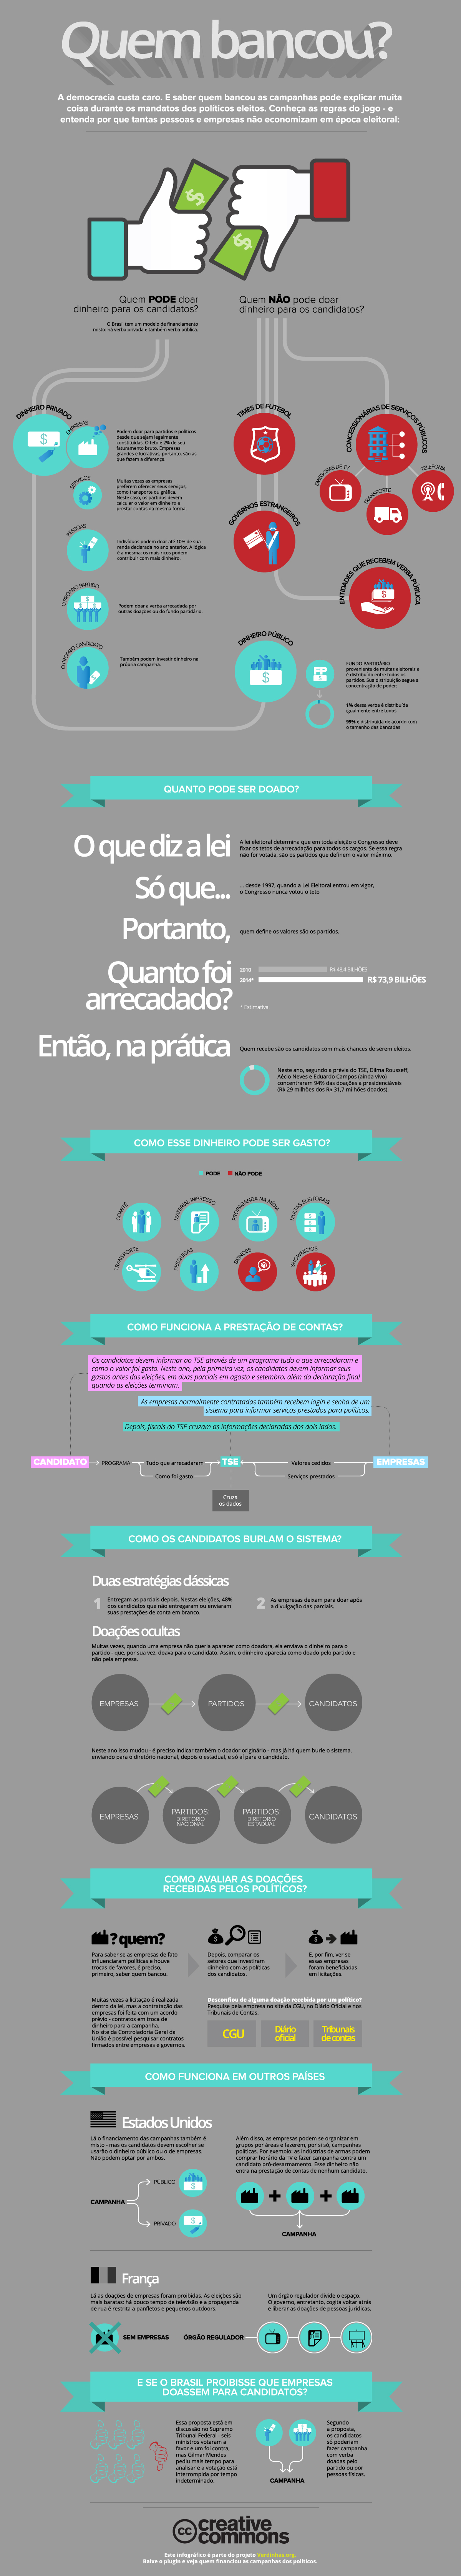 Quem bancou?
A democracia custa caro. E saber quem bancou as campanhas pode explicar muita
coisa durante os mandatos dos políticos eleitos. Conheça as regras do jogo - e
entenda por que tantas pessoas e empresas não economizam em época eleitoral:
Quem PODE doar
dinheiro para os candidatos?
O Brasil tem um modelo de financiamento
misto: há verba privada e também verba pública.
Quem NÃO pode doar
dinheiro para os candidatos?
DINHEIRO PRIVADO
EMPRESAS
Podem doar para partidos e políticos
desde que sejam legalmente
constituídas. O teto é 2% de seu
faturamento bruto. Empresas
grandes e lucrativas, portanto, são as
que fazem a diferença.
SERVIÇOS
Muitas vezes as empresas
preferem oferecer seus serviços,
como transporte ou gráfica.
Neste caso, os partidos devem
calcular o valor em dinheiro e
prestar contas da mesma forma.
PESSOAS
Indivíduos podem doar até 10% de sua
renda declarada no ano anterior. A lógica
é a mesma: os mais ricos podem
contribuir com mais dinheiro.
O PRÓPRIO PARTIDO
Podem doar a verba arrecadada por
outras doações ou do fundo partidário.
O PRÓPRIO CANDIDATO
Também podem investir dinheiro na
própria campanha.
TIMES DE FUTEBOL
GOVERNOS ESTRANGEIROS
CONCESSIONÁRIAS DE SERVIÇOS PÚBLICOS
EMISSORAS DE TV
TRANSPORTE
TELEFONIA
ENTIDADES QUE RECEBEM VERBA PÚBLICA
DINHEIRO PÚBLICO
FUNDO PARTIDÁRIO
proveniente de multas eleitorais e
é distribuído entre todos os
partidos. Sua distribuição segue a
concentração de poder:
1% dessa verba é distribuída
igualmente entre todos
99% é distribuída de acordo com
o tamanho das bancadas
QUANTO PODE SER DOADO?
O que diz a lei
A lei eleitoral determina que em toda eleição o Congresso deve
fixar os tetos de arrecadação para todos os cargos. Se essa regra
não for votada, são os partidos que definem o valor máximo.
Só que...
... desde 1997, quando a Lei Eleitoral entrou em vigor,
o Congresso nunca votou o teto
Portanto,
quem define os valores são os partidos.
Quanto foi
arrecadado?
2010
R$ 48,4 BILHÕES
2014*
R$ 73,9 BILHÕES
* Estimativa
Então, na prática
Quem recebe são os candidatos com mais chances de serem eleitos.
Neste ano, segundo a prévia do TSE, Dilma Rousseff,
Aécio Neves e Eduardo Campos (ainda vivo)
concentraram 94% das doações a presidenciáveis
(R$ 29 milhões dos R$ 31,7 milhões doados).
COMO ESSE DINHEIRO PODE SER GASTO?
PODE
NÃO PODE
COMITÊ
MATERIAL IMPRESSO
PROPAGANDA NA MÍDIA
MULTAS ELEITORAIS
TRANSPORTE
PESQUISAS
BRINDES
SHOWMÍCIOS
COMO FUNCIONA A PRESTAÇÃO DE CONTAS?
Os candidatos devem informar ao TSE através de um programa tudo o que arrecadaram e
como o valor foi gasto. Neste ano, pela primeira vez, os candidatos devem informar seus
gastos antes das eleições, em duas parciais em agosto e setembro, além da declaração final
quando as eleições terminam.
As empresas normalmente contratadas também recebem login e senha de um
sistema para informar serviços prestados para políticos.
Depois, fiscais do TSE cruzam as informações declaradas dos dois lados.
CANDIDATO
PROGRAMA
Tudo que arrecadaram
Como foi gasto
TSE
Valores cedidos
Serviços prestados
EMPRESAS
Cruza
os dados
COMO OS CANDIDATOS BURLAM O SISTEMA?
Duas estratégias clássicas
1
Entregam as parciais depois. Nestas eleições, 48%
dos candidatos que não entregaram ou enviaram
suas prestações de conta em branco.
2
As empresas deixam para doar após
a divulgação das parciais.
Doações ocultas
Muitas vezes, quando uma empresa não queria aparecer como doadora, ela enviava o dinheiro para o
partido - que, por sua vez, doava para o candidato. Assim, o dinheiro aparecia como doado pelo partido e
não pela empresa.
EMPRESAS
PARTIDOS
CANDIDATOS
Neste ano isso mudou - é preciso indicar também o doador originário - mas já há quem burle o sistema,
enviando para o diretório nacional, depois o estadual, e só aí para o candidato.
EMPRESAS
PARTIDOS:
DIRETÓRIO
NACIONAL
PARTIDOS:
DIRETÓRIO
ESTADUAL
CANDIDATOS
COMO AVALIAR AS DOAÇÕES
RECEBIDAS PELOS POLÍTICOS?
? quem?
Para saber se as empresas de fato
influenciaram políticas e houve
trocas de favores, é preciso,
primeiro, saber quem bancou.
Depois, comparar os
setores que investiram
dinheiro com as políticas
dos candidatos.
E, por fim, ver se
essas empresas
foram beneficiadas
em licitações.
Muitas vezes a licitação é realizada
dentro da lei, mas a contratação das
empresas foi feita com um acordo
prévio - contratos em troca de
dinheiro para a campanha.
No site da Controladoria Geral da
União é possível pesquisar contratos
firmados entre empresas e governos.
Desconfiou de alguma doação recebida por um político?
Pesquise pela empresa no site da CGU, no Diário Oficial e nos
Tribunais de Contas.
CGU
Diário
oficial
Tribunais
de contas
COMO FUNCIONA EM OUTROS PAÍSES
Estados Unidos
Lá o financiamento das campanhas também é
misto - mas os candidatos devem escolher se
usarão o dinheiro público ou o de empresas.
Não podem optar por ambos.
CAMPANHA
PÚBLICO
PRIVADO
Além disso, as empresas podem se organizar em
grupos por áreas e fazerem, por si só, campanhas
políticas. Por exemplo: as indústrias de armas podem
comprar horário da TV e fazer campanha contra um
candidato pró-desarmamento. Esse dinheiro não
entra na prestação de contas de nenhum candidato.
CAMPANHA
França
Lá as doações de empresas foram proibidas. As eleições são
mais baratas: há pouco tempo de televisão e a propaganda
de rua é restrita a panfletos e pequenos outdoors.
SEM EMPRESAS
Um órgão regulador divide o espaço.
O governo, entretanto, cogita voltar atrás
e liberar as doações de pessoas jurídicas.
ÓRGÃO REGULADOR
E SE O BRASIL PROIBISSE QUE EMPRESAS
DOASSEM PARA CANDIDATOS?
Essa proposta está em
discussão no Supremo
Tribunal Federal - seis
ministros votaram a
favor e um foi contra,
mas Gilmar Mendes
pediu mais tempo para
analisar e a votação está
interrompida por tempo
indeterminado.
CAMPANHA
Segundo
a proposta,
os candidatos
só poderiam
fazer campanha
com verba
doadas pelo
partido ou por
pessoas físicas.
cc creative
commons
Este infográfico é parte do projeto Verdinhas.org.
Baixe o plugin e veja quem financiou as campanhas dos políticos.